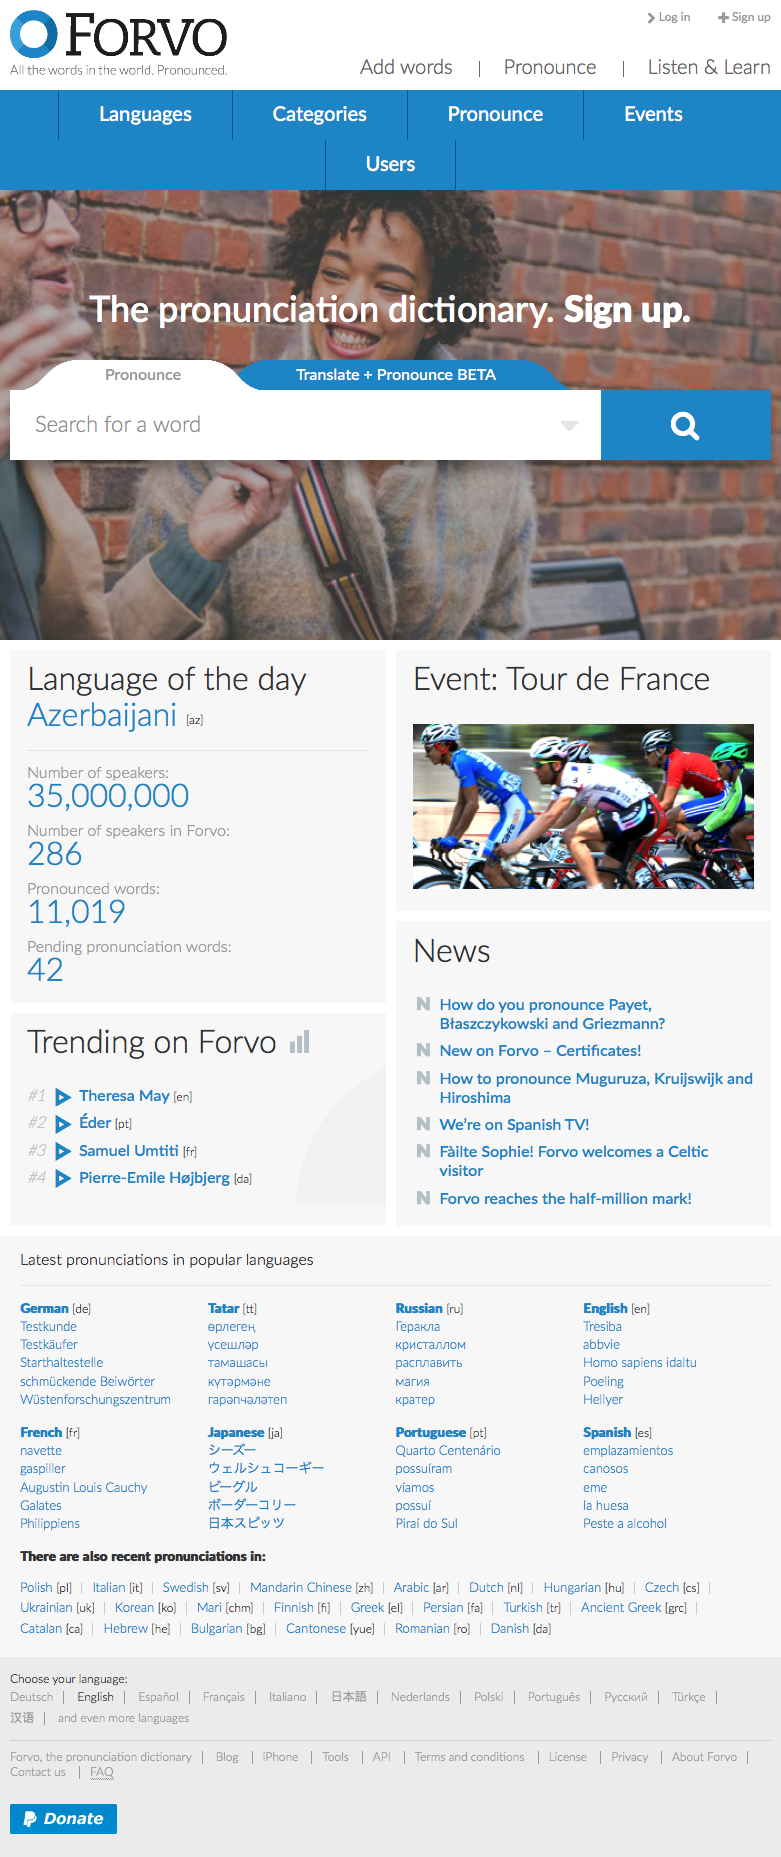 FORVO
All the words in the world. Pronounced.
Log in
Sign up
Add words
Pronounce
Listen & Learn
Languages
Categories
Pronounce
Events
Users
The pronunciation dictionary. Sign up.
Pronounce
Translate + Pronounce BETA
Search for a word
Language of the day
Azerbaijani [az]
Number of speakers:
35,000,000
Number of speakers in Forvo:
286
Pronounced words:
11,019
Pending pronunciation words:
42
Trending on Forvo
#1 Theresa May [en]
#2 Éder [pt]
#3 Samuel Umtiti [fr]
#4 Pierre-Emile Højbjerg [da]
Event: Tour de France
News
N How do you pronounce Payet,
Błaszczykowski and Griezmann?
N New on Forvo – Certificates!
N How to pronounce Muguruza, Kruijswijk and
Hiroshima
N We're on Spanish TV!
N Fàilte Sophie! Forvo welcomes a Celtic
visitor
N Forvo reaches the half-million mark!
Latest pronunciations in popular languages
German [de]
Testkunde
Testkäufer
Starthaltestelle
schmückende Beiwörter
Wüstenforschungszentrum
Tatar [tt]
өрлегең
үсешләр
тамашасы
күтәрмәне
гарәпчәләтеп
Russian [ru]
Геракла
кристаллом
расплавить
магия
кратер
English [en]
Tresiba
abbvie
Homo sapiens idaltu
Poeling
Hellyer
French [fr]
navette
gaspiller
Augustin Louis Cauchy
Galates
Philippiens
Japanese [ja]
シーズー
ウェルシュコーギー
ビーグル
ボーダーコリー
日本スピッツ
Portuguese [pt]
Quarto Centenário
possuíram
víamos
possuí
Piraí do Sul
Spanish [es]
emplazamientos
canosos
eme
la huesa
Peste a alcohol
There are also recent pronunciations in:
Polish [pl] | Italian [it] | Swedish [sv] | Mandarin Chinese [zh] | Arabic [ar] | Dutch [nl] | Hungarian [hu] | Czech [cs] |
Ukrainian [uk] | Korean [ko] | Mari [chm] | Finnish [fi] | Greek [el] | Persian [fa] | Turkish [tr] | Ancient Greek [grc] |
Catalan [ca] | Hebrew [he] | Bulgarian [bg] | Cantonese [yue] | Romanian [ro] | Danish [da]
Choose your language:
Deutsch | English | Español | Français | Italiano | 日本語 | Nederlands | Polski | Português | Русский | Türkçe |
汉语 | and even more languages
Forvo, the pronunciation dictionary | Blog | iPhone | Tools | API | Terms and conditions | License | Privacy | About Forvo |
Contact us | FAQ
Donate